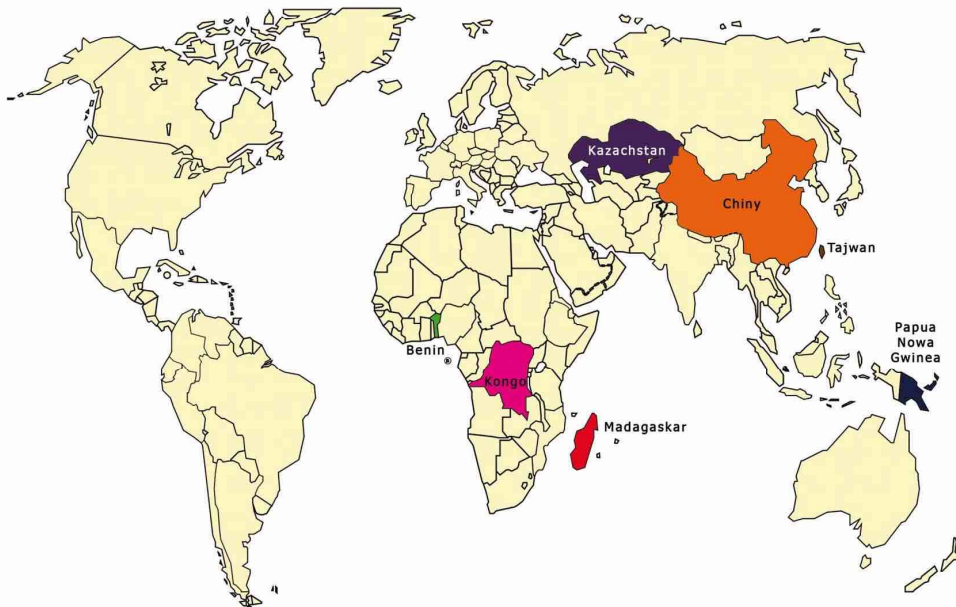 Kazachstan
Chiny
Tajwan
Papua
Nowa
Gwinea
Benin
Kongo
Madagaskar